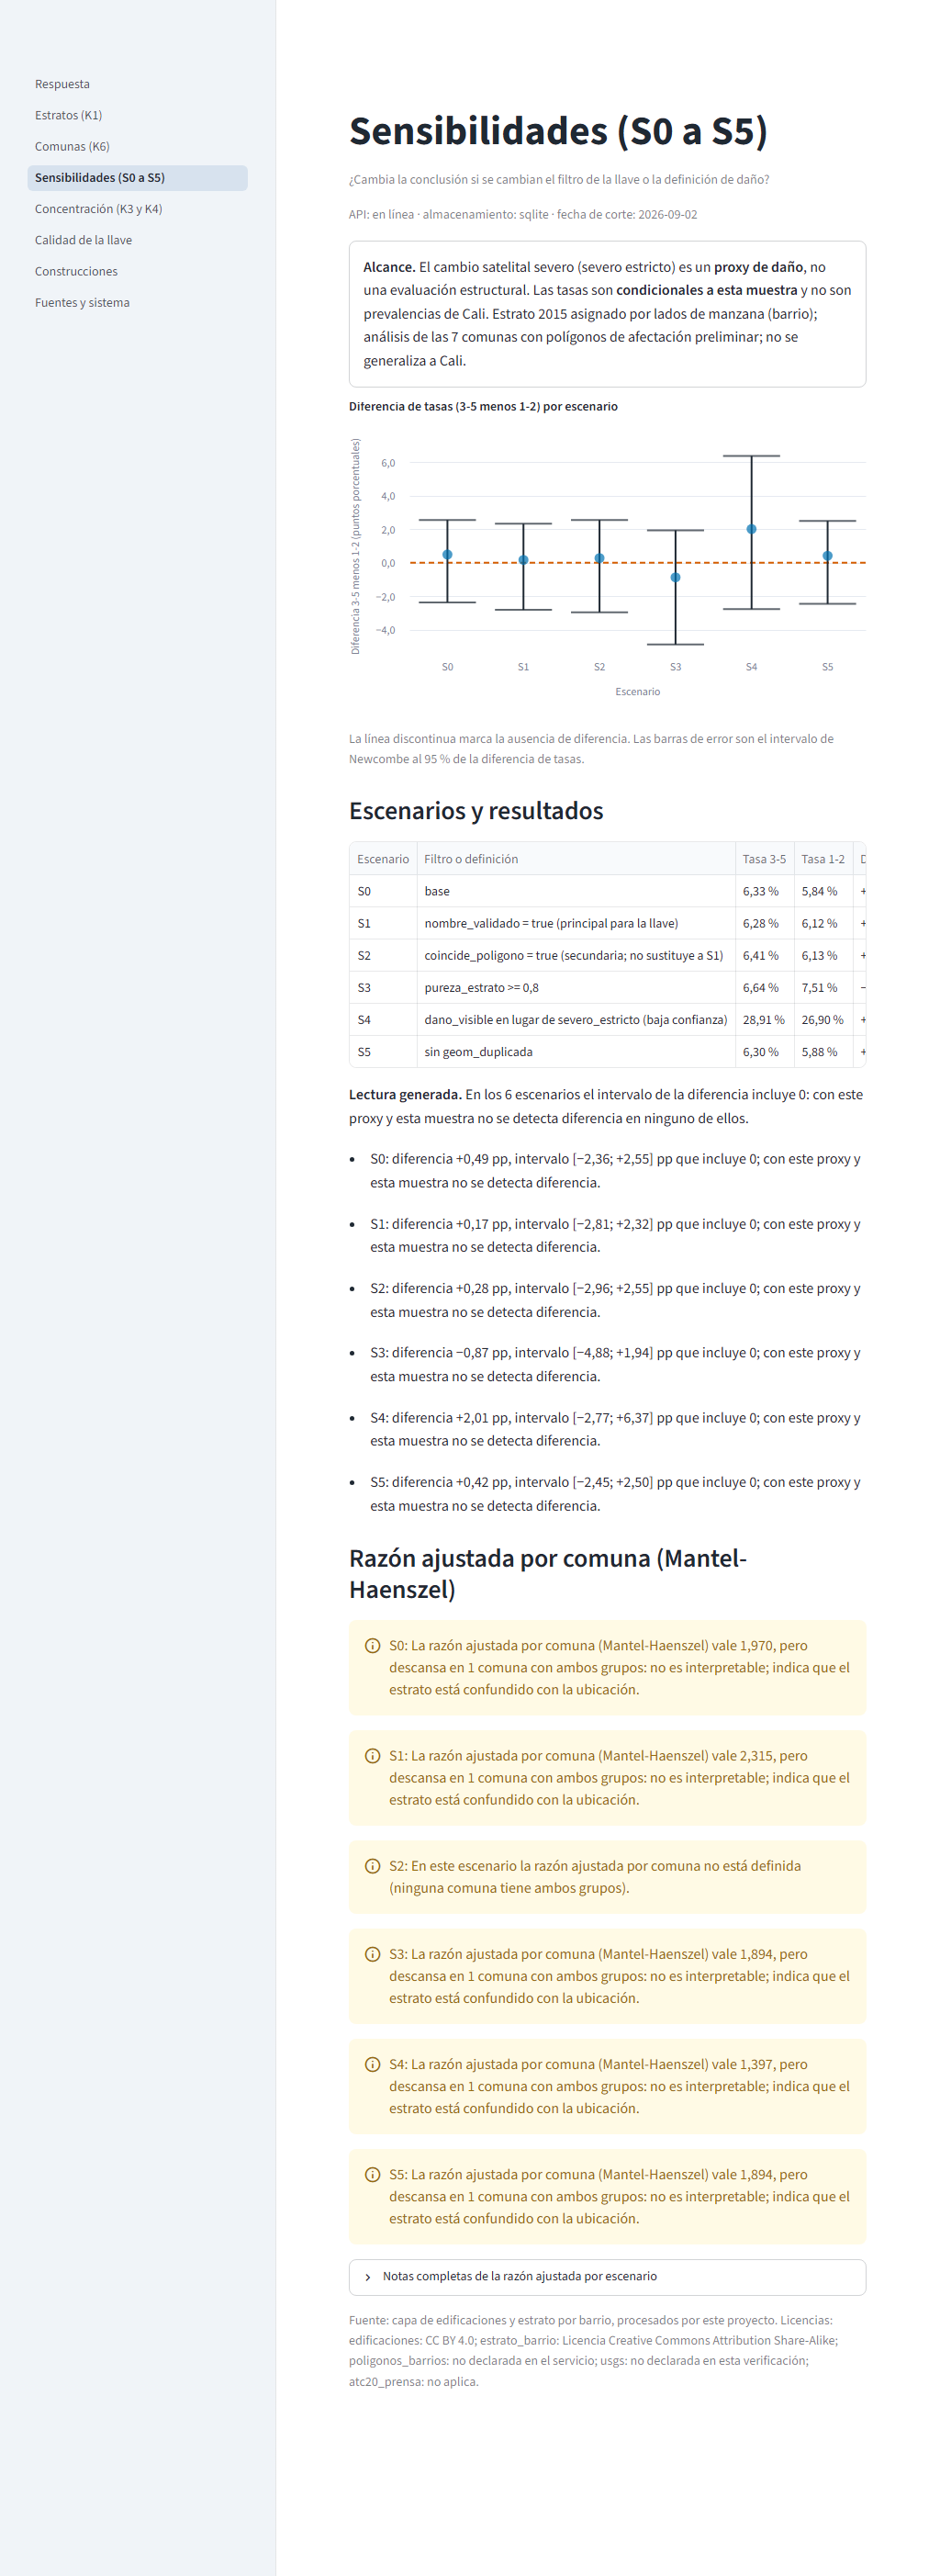 Respuesta
Estratos (K1)
Comunas (K6)
Sensibilidades (S0 a S5)
Concentración (K3 y K4)
Calidad de la llave
Construcciones
Fuentes y sistema
Sensibilidades (S0 a S5)
¿Cambia la conclusión si se cambian el filtro de la llave o la definición de daño?
API: en línea · almacenamiento: sqlite · fecha de corte: 2026-09-02
Alcance. El cambio satelital severo (severo estricto) es un proxy de daño, no
una evaluación estructural. Las tasas son condicionales a esta muestra y no son
prevalencias de Cali. Estrato 2015 asignado por lados de manzana (barrio);
análisis de las 7 comunas con polígonos de afectación preliminar; no se
generaliza a Cali.
Diferencia de tasas (3-5 menos 1-2) por escenario
Diferencia 3-5 menos 1-2 (puntos porcentuales)
6,0
4,0
2,0
0,0
−2,0
−4,0
S0 S1 S2 S3 S4 S5
Escenario
La línea discontinua marca la ausencia de diferencia. Las barras de error son el intervalo de
Newcombe al 95 % de la diferencia de tasas.
Escenarios y resultados
Escenario Filtro o definición Tasa 3-5 Tasa 1-2
S0 base 6,33 % 5,84 % +
S1 nombre_validado = true (principal para la llave) 6,28 % 6,12 % +
S2 coincide_poligono = true (secundaria; no sustituye a S1) 6,41 % 6,13 % +
S3 pureza_estrato >= 0,8 6,64 % 7,51 % −
S4 dano_visible en lugar de severo_estricto (baja confianza) 28,91 % 26,90 % +
S5 sin geom_duplicada 6,30 % 5,88 % +
Lectura generada. En los 6 escenarios el intervalo de la diferencia incluye 0: con este
proxy y esta muestra no se detecta diferencia en ninguno de ellos.
• S0: diferencia +0,49 pp, intervalo [−2,36; +2,55] pp que incluye 0; con este proxy y
esta muestra no se detecta diferencia.
• S1: diferencia +0,17 pp, intervalo [−2,81; +2,32] pp que incluye 0; con este proxy y
esta muestra no se detecta diferencia.
• S2: diferencia +0,28 pp, intervalo [−2,96; +2,55] pp que incluye 0; con este proxy y
esta muestra no se detecta diferencia.
• S3: diferencia −0,87 pp, intervalo [−4,88; +1,94] pp que incluye 0; con este proxy y
esta muestra no se detecta diferencia.
• S4: diferencia +2,01 pp, intervalo [−2,77; +6,37] pp que incluye 0; con este proxy y
esta muestra no se detecta diferencia.
• S5: diferencia +0,42 pp, intervalo [−2,45; +2,50] pp que incluye 0; con este proxy y
esta muestra no se detecta diferencia.
Razón ajustada por comuna (Mantel-
Haenszel)
S0: La razón ajustada por comuna (Mantel-Haenszel) vale 1,970, pero
descansa en 1 comuna con ambos grupos: no es interpretable; indica que el
estrato está confundido con la ubicación.
S1: La razón ajustada por comuna (Mantel-Haenszel) vale 2,315, pero
descansa en 1 comuna con ambos grupos: no es interpretable; indica que el
estrato está confundido con la ubicación.
S2: En este escenario la razón ajustada por comuna no está definida
(ninguna comuna tiene ambos grupos).
S3: La razón ajustada por comuna (Mantel-Haenszel) vale 1,894, pero
descansa en 1 comuna con ambos grupos: no es interpretable; indica que el
estrato está confundido con la ubicación.
S4: La razón ajustada por comuna (Mantel-Haenszel) vale 1,397, pero
descansa en 1 comuna con ambos grupos: no es interpretable; indica que el
estrato está confundido con la ubicación.
S5: La razón ajustada por comuna (Mantel-Haenszel) vale 1,894, pero
descansa en 1 comuna con ambos grupos: no es interpretable; indica que el
estrato está confundido con la ubicación.
Notas completas de la razón ajustada por escenario
Fuente: capa de edificaciones y estrato por barrio, procesados por este proyecto. Licencias:
edificaciones: CC BY 4.0; estrato_barrio: Licencia Creative Commons Attribution Share-Alike;
poligonos_barrios: no declarada en el servicio; usgs: no declarada en esta verificación;
atc20_prensa: no aplica.